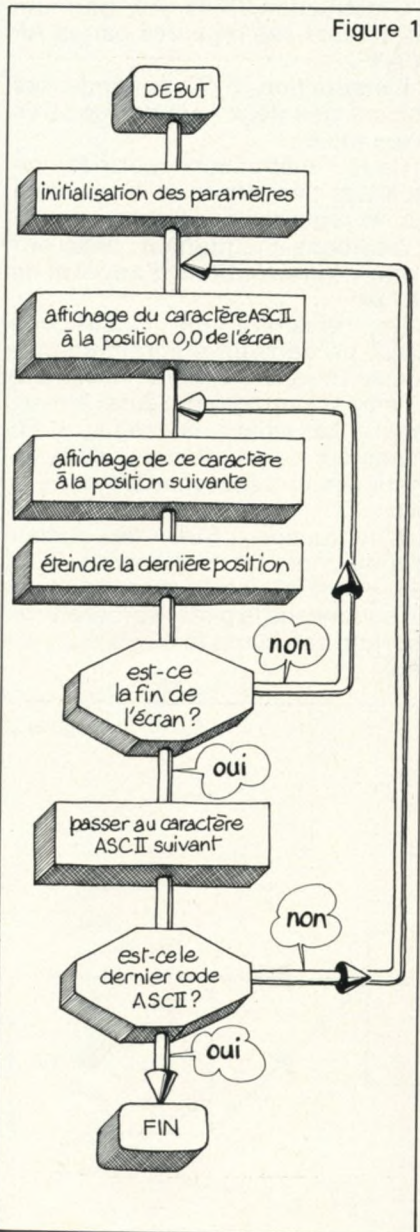 Figure 1
DEBUT
initialisation des paramètres
affichage du caractère ASCII
à la position 0,0 de l'écran
affichage de ce caractère
à la position suivante
éteindre la dernière position
est-ce
la fin de
l'écran?
non
oui
passer au caractère
ASCII suivant
est-ce le
dernier code
ASCII?
non
oui
FIN